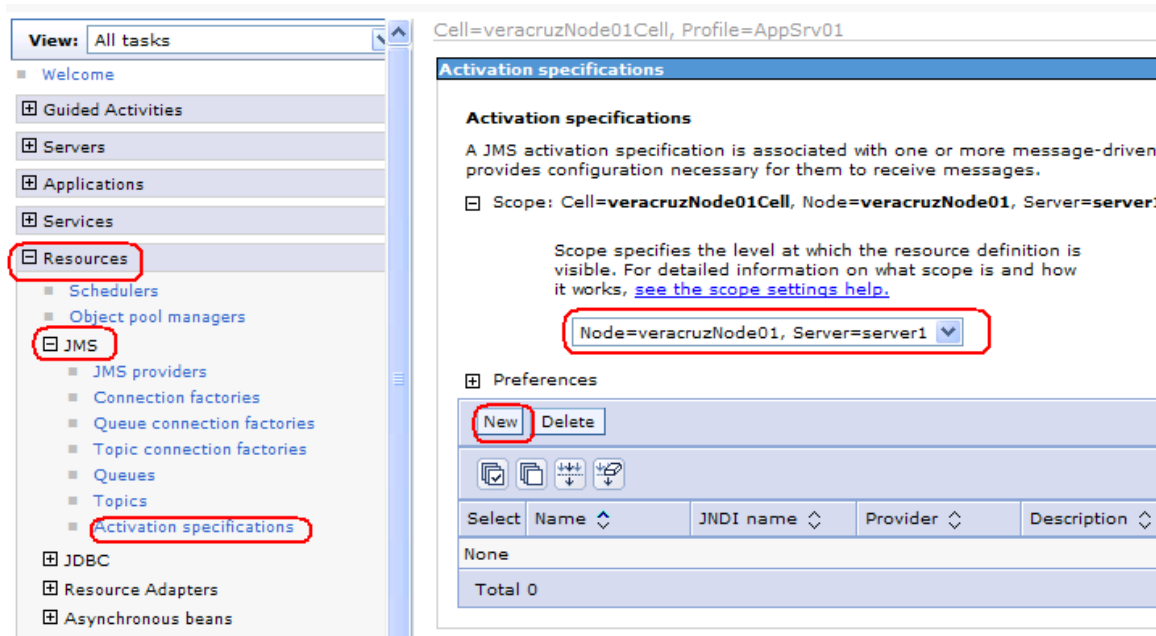 View: All tasks
Welcome
Guided Activities
Servers
Applications
Services
Resources
Schedulers
Object pool managers
JMS
JMS providers
Connection factories
Queue connection factories
Topic connection factories
Queues
Topics
Activation specifications
JDBC
Resource Adapters
Asynchronous beans
Cell=veracruzNode01Cell, Profile=AppSrv01
Activation specifications
Activation specifications
A JMS activation specification is associated with one or more message-driven
provides configuration necessary for them to receive messages.
Scope: Cell=veracruzNode01Cell, Node=veracruzNode01, Server=server1
Scope specifies the level at which the resource definition is
visible. For detailed information on what scope is and how
it works, see the scope settings help.
Node=veracruzNode01, Server=server1
Preferences
New Delete
Select Name JNDI name Provider Description
None
Total 0